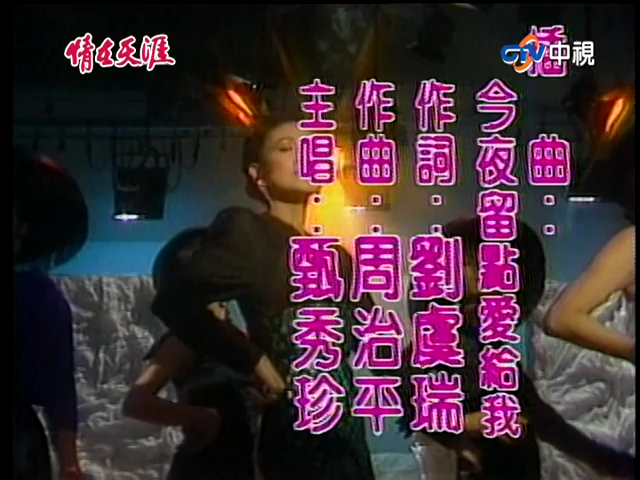 情在天涯
CTV中視
插曲：
今夜留點愛給我
作詞：劉虞瑞
作曲：周治平
主唱：甄秀珍